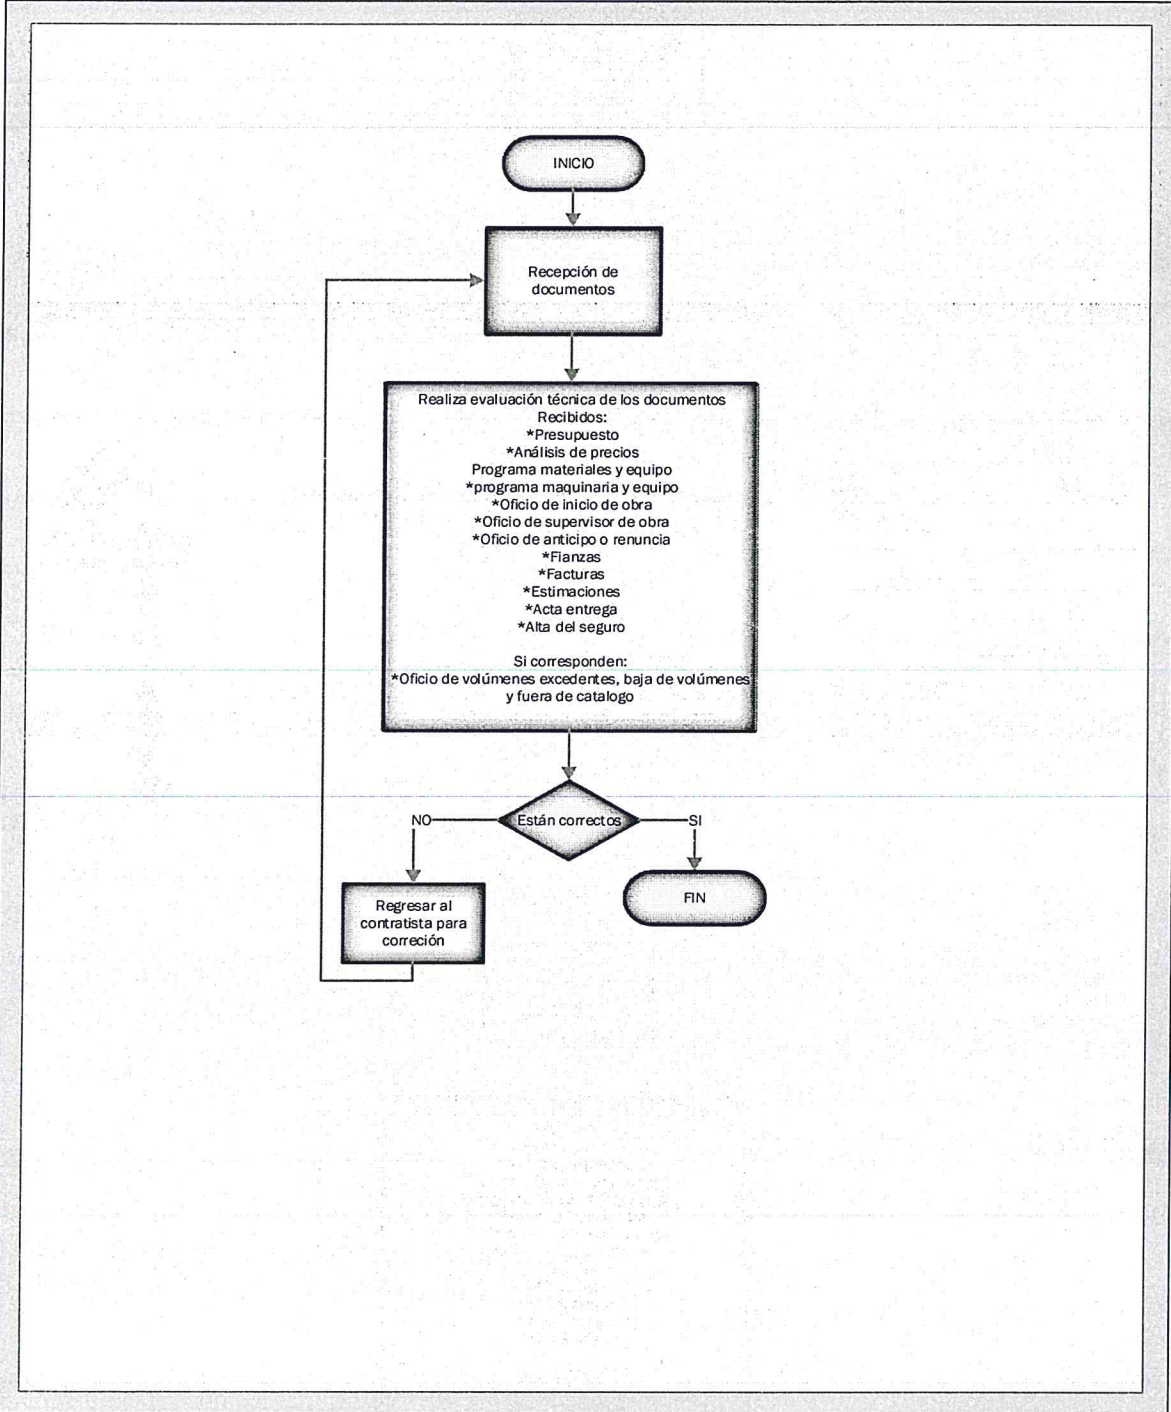 INICIO
Recepción de
documentos
Realiza evaluación técnica de los documentos
Recibidos:
*Presupuesto
*Análisis de precios
Programa materiales y equipo
*programa maquinaria y equipo
*Oficio de inicio de obra
*Oficio de supervisor de obra
*Oficio de anticipo o renuncia
*Fianzas
*Facturas
*Estimaciones
*Acta entrega
*Alta del seguro
Si corresponden:
*Oficio de volúmenes excedentes, baja de volúmenes
y fuera de catalogo
NO
Están correctos
SI
Regresar al
contratista para
correción
FIN